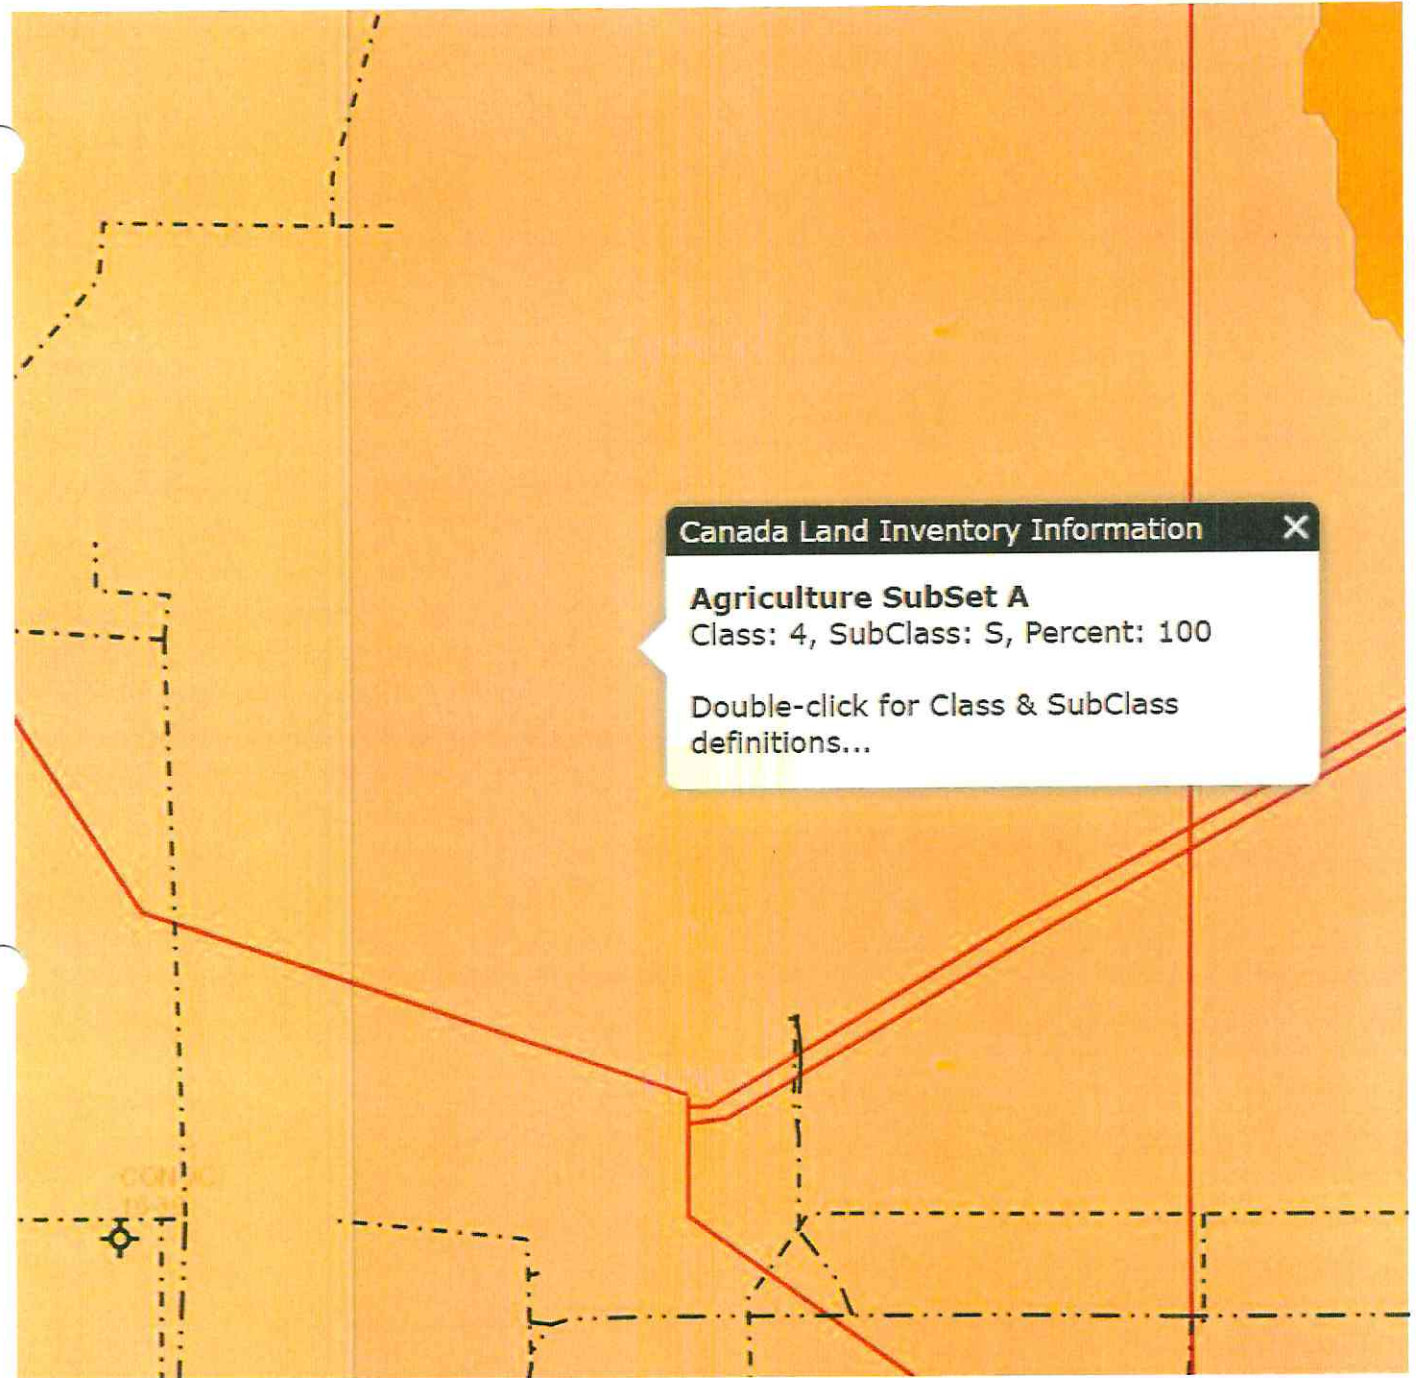 Canada Land Inventory Information
Agriculture SubSet A
Class: 4, SubClass: S, Percent: 100
Double-click for Class & SubClass
definitions...